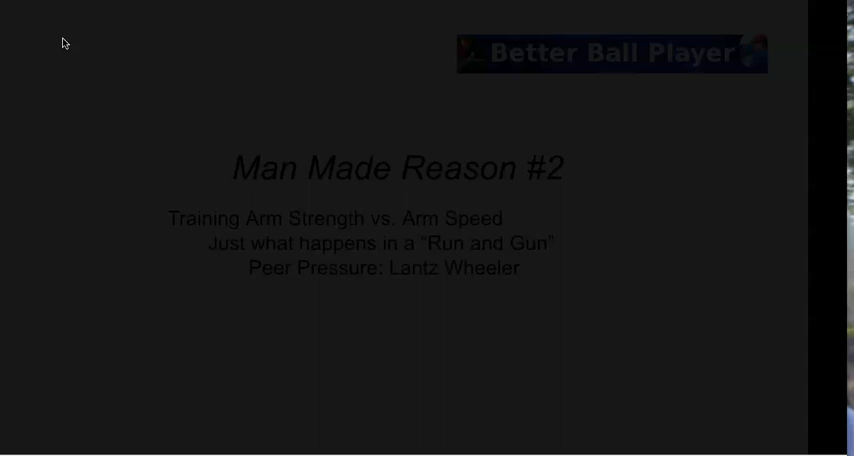 Better Ball Player
Man Made Reason #2
Training Arm Strength vs. Arm Speed
Just what happens in a “Run and Gun”
Peer Pressure: Lantz Wheeler